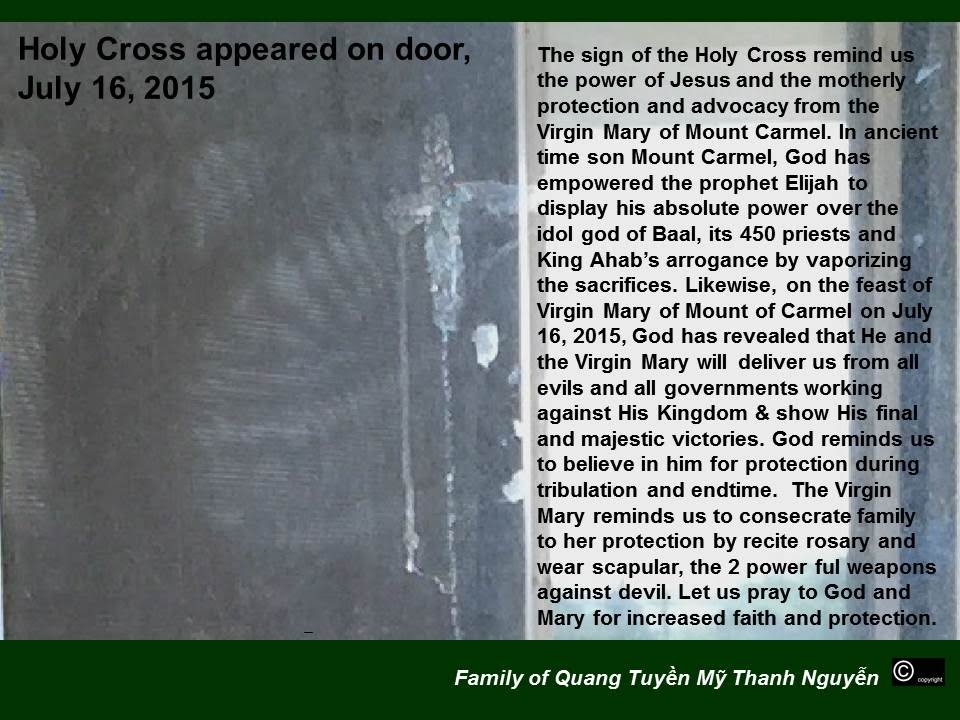 Holy Cross appeared on door,
July 16, 2015
The sign of the Holy Cross remind us
the power of Jesus and the motherly
protection and advocacy from the
Virgin Mary of Mount Carmel. In ancient
time son Mount Carmel, God has
empowered the prophet Elijah to
display his absolute power over the
idol god of Baal, its 450 priests and
King Ahab’s arrogance by vaporizing
the sacrifices. Likewise, on the feast of
Virgin Mary of Mount of Carmel on July
16, 2015, God has revealed that He and
the Virgin Mary will deliver us from all
evils and all governments working
against His Kingdom & show His final
and majestic victories. God reminds us
to believe in him for protection during
tribulation and endtime. The Virgin
Mary reminds us to consecrate family
to her protection by recite rosary and
wear scapular, the 2 power ful weapons
against devil. Let us pray to God and
Mary for increased faith and protection.
Family of Quang Tuyền Mỹ Thanh Nguyễn © copyright